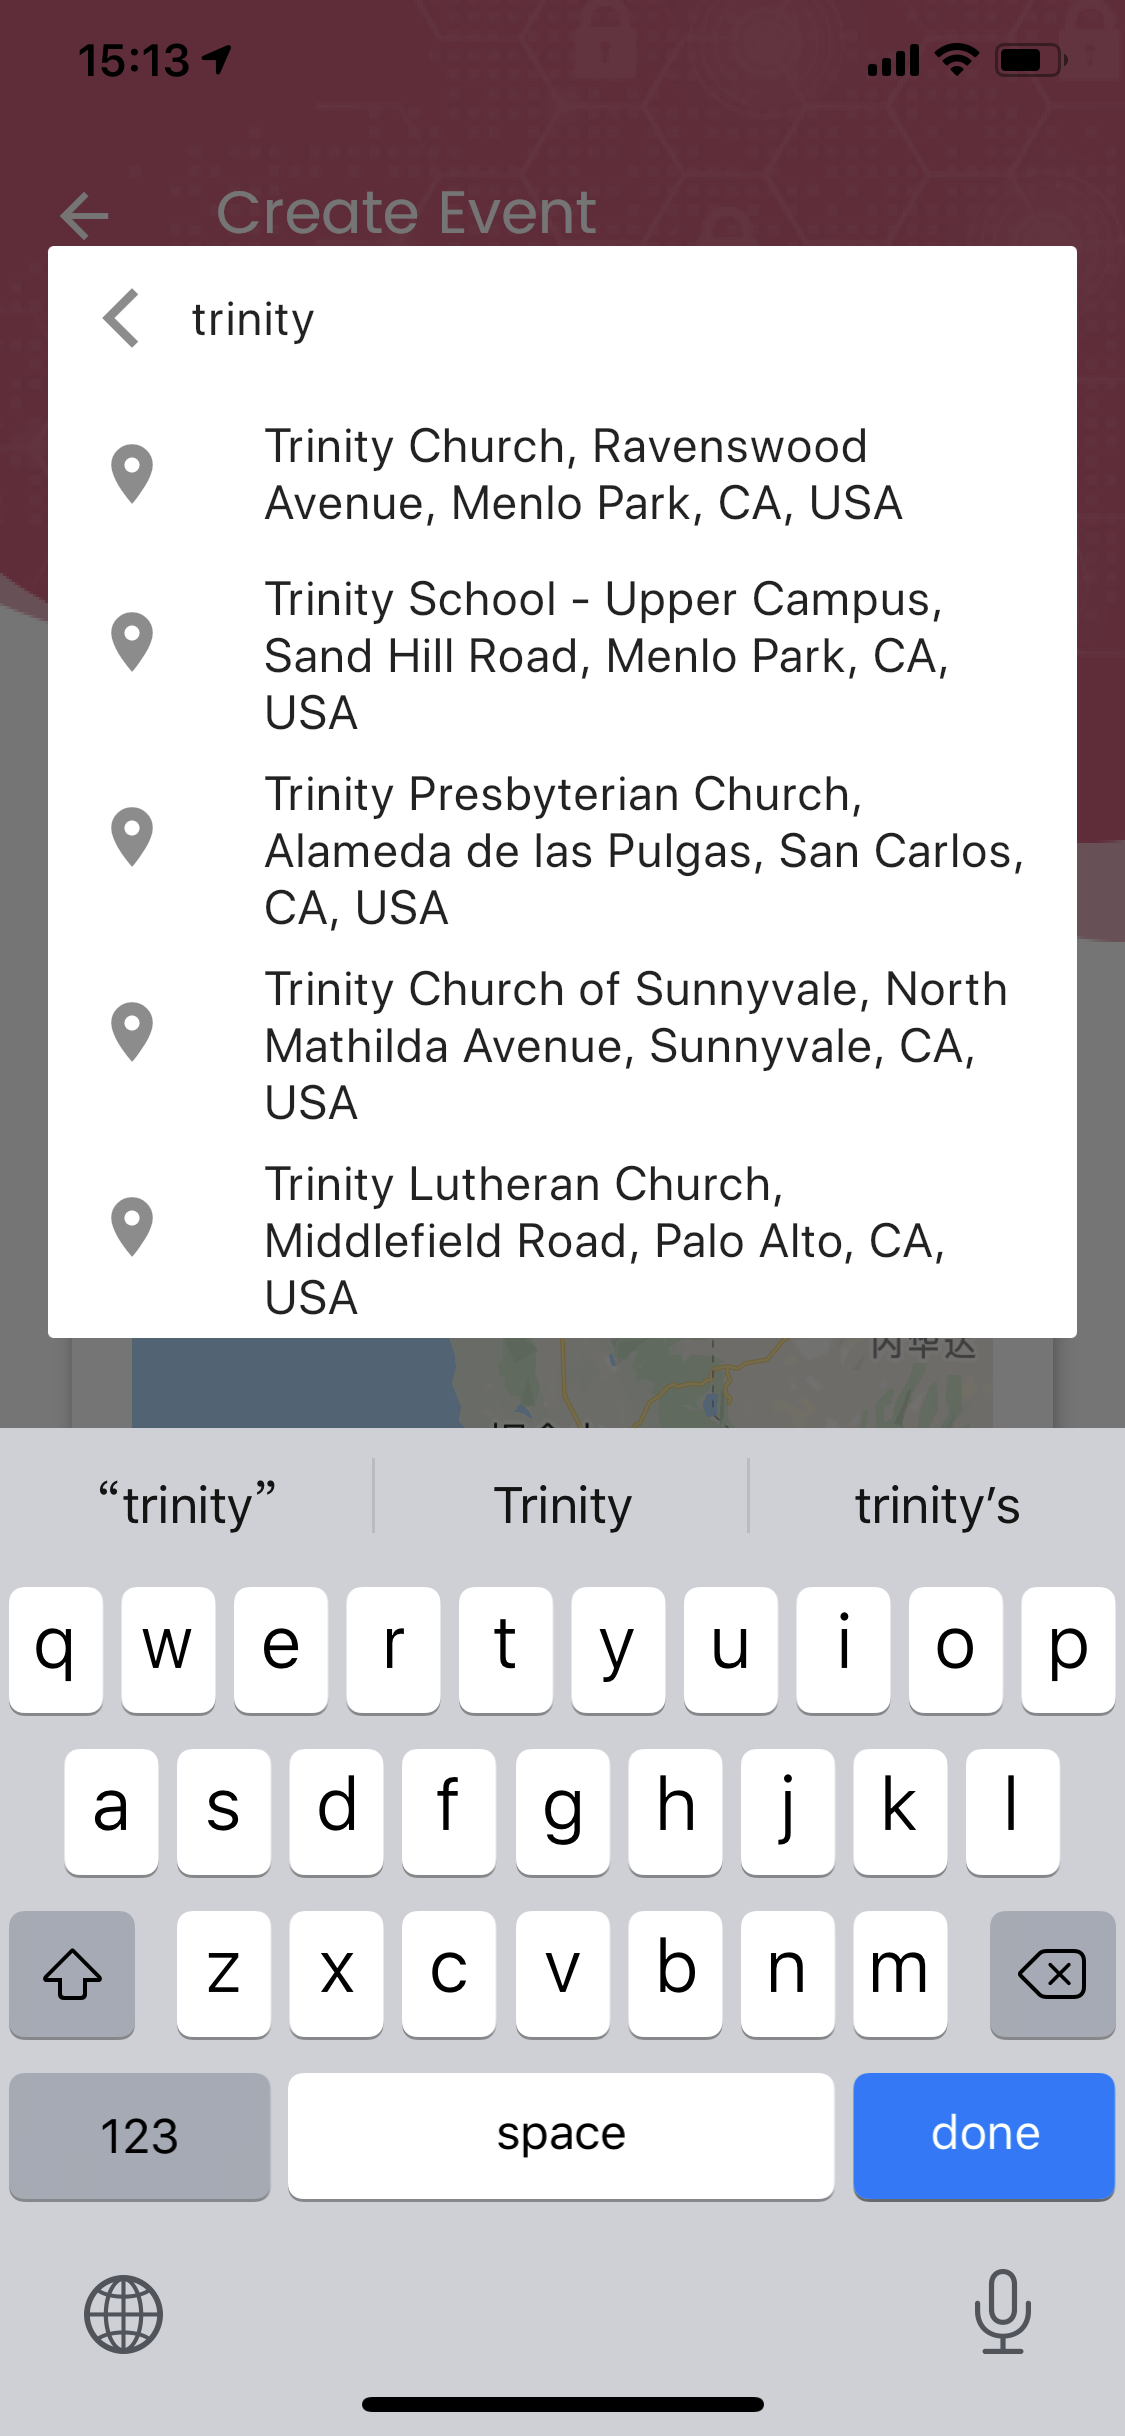 15:13
Create Event
trinity
Trinity Church, Ravenswood
Avenue, Menlo Park, CA, USA
Trinity School - Upper Campus,
Sand Hill Road, Menlo Park, CA,
USA
Trinity Presbyterian Church,
Alameda de las Pulgas, San Carlos,
CA, USA
Trinity Church of Sunnyvale, North
Mathilda Avenue, Sunnyvale, CA,
USA
Trinity Lutheran Church,
Middlefield Road, Palo Alto, CA,
USA
“trinity” Trinity trinity’s
q w e r t y u i o p
a s d f g h j k l
z x c v b n m
123 space done